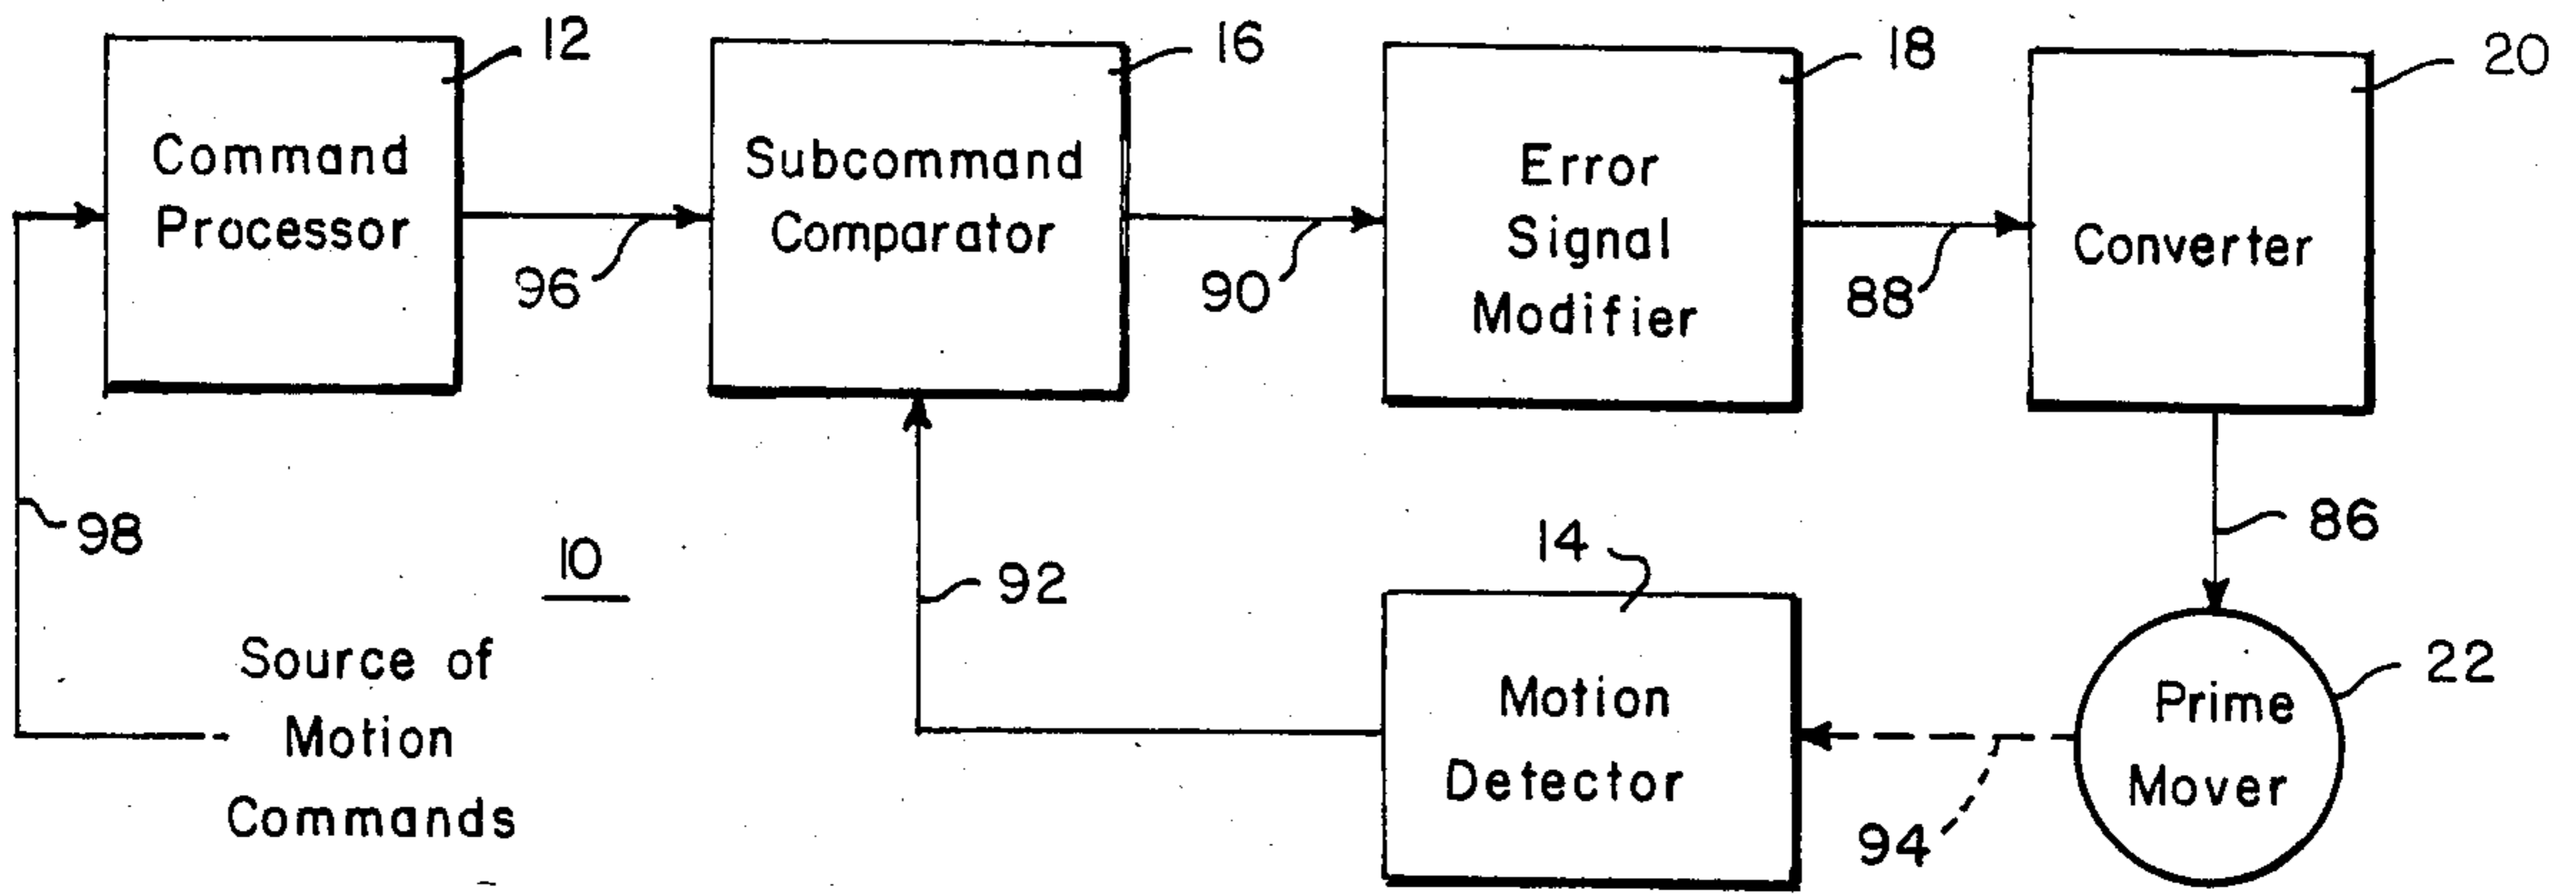 12
16
18
20
Command
Processor
Subcommand
Comparator
Error
Signal
Modifier
Converter
96
90
88
98
10
92
14
86
Source of
Motion
Commands
Motion
Detector
94
Prime
Mover
22